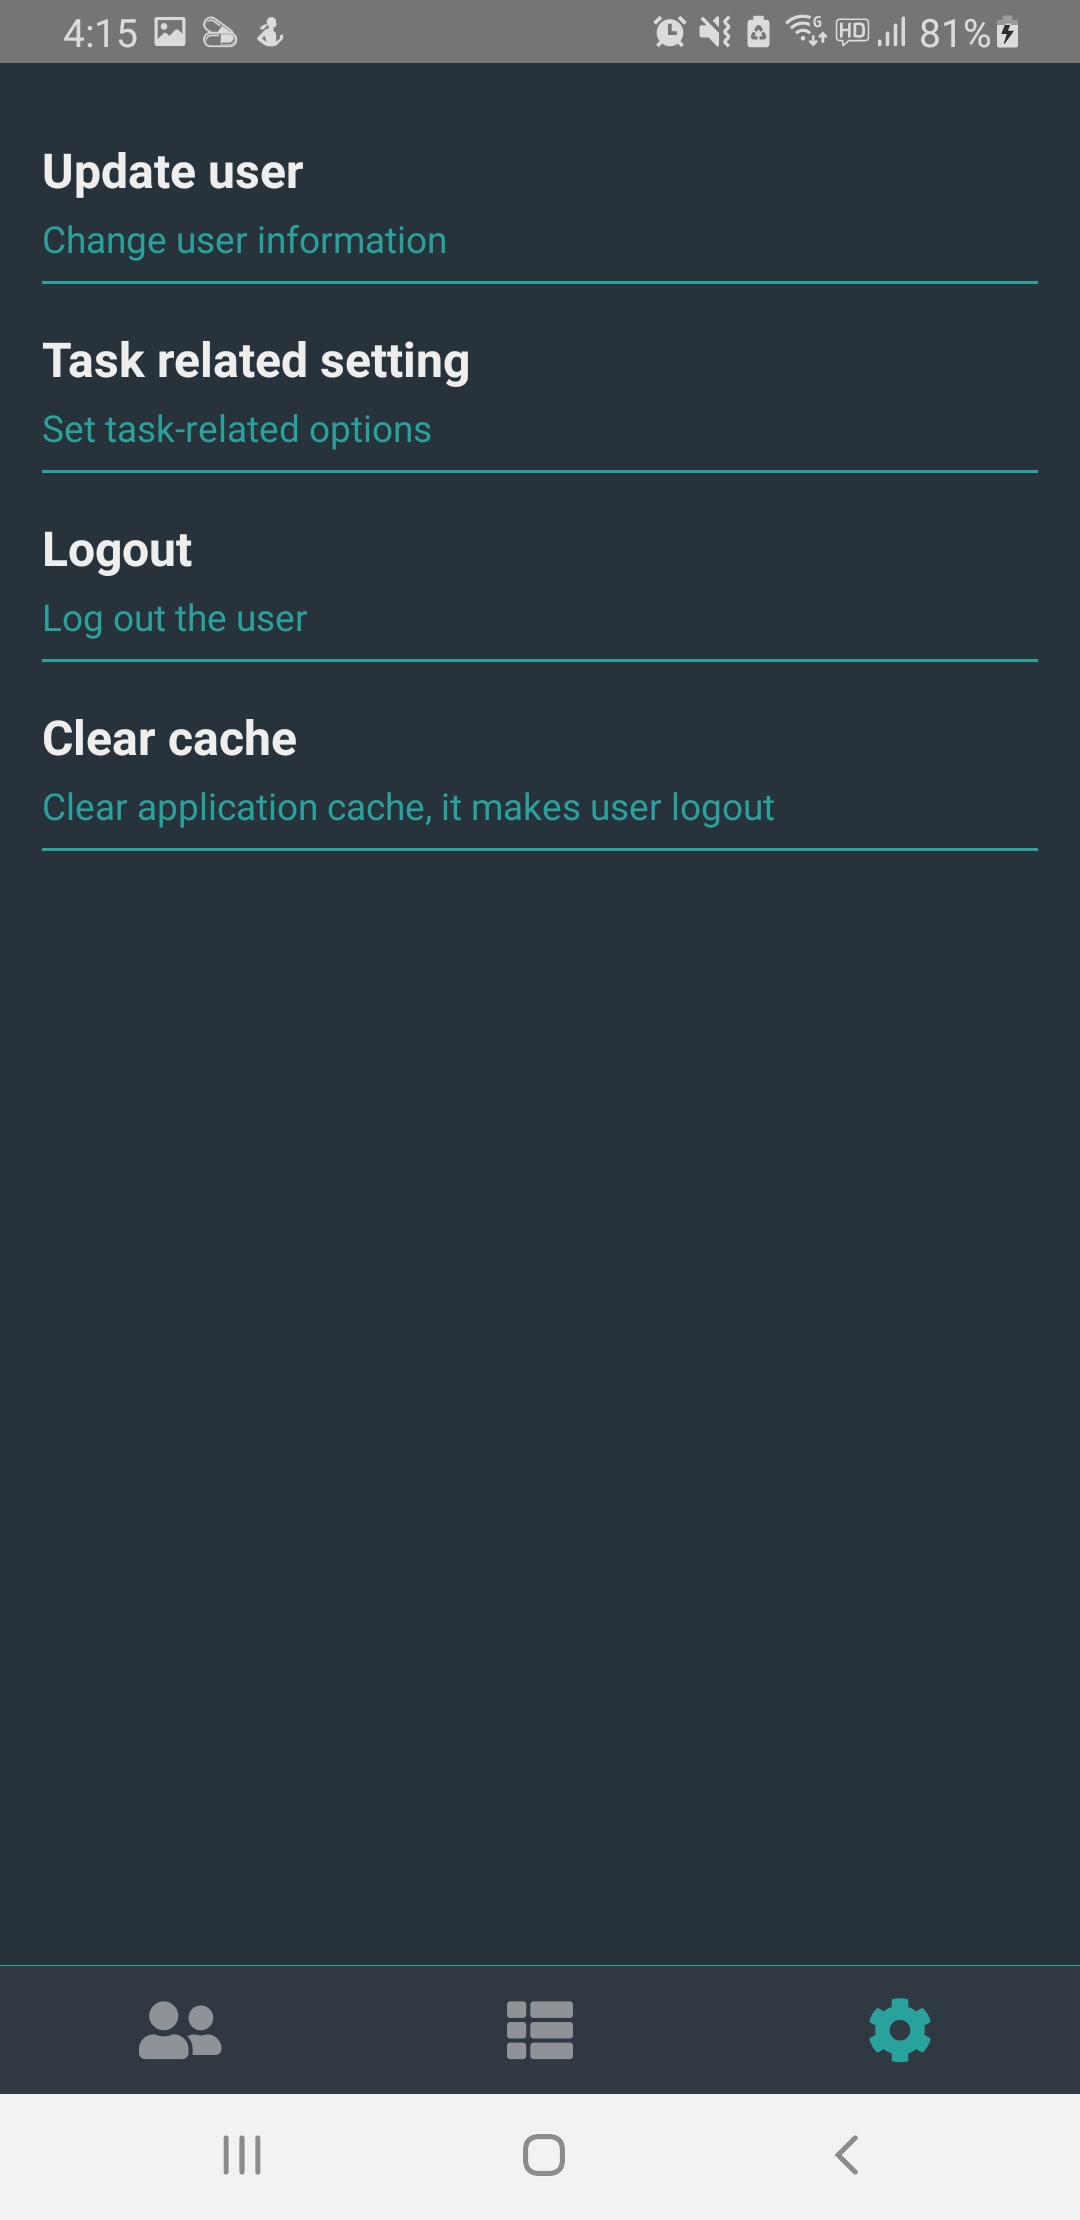 4:15 G HD 81%
Update user
Change user information
Task related setting
Set task-related options
Logout
Log out the user
Clear cache
Clear application cache, it makes user logout